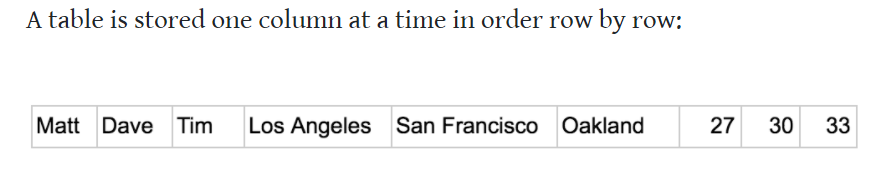 A table is stored one column at a time in order row by row:
Matt Dave Tim Los Angeles San Francisco Oakland 27 30 33